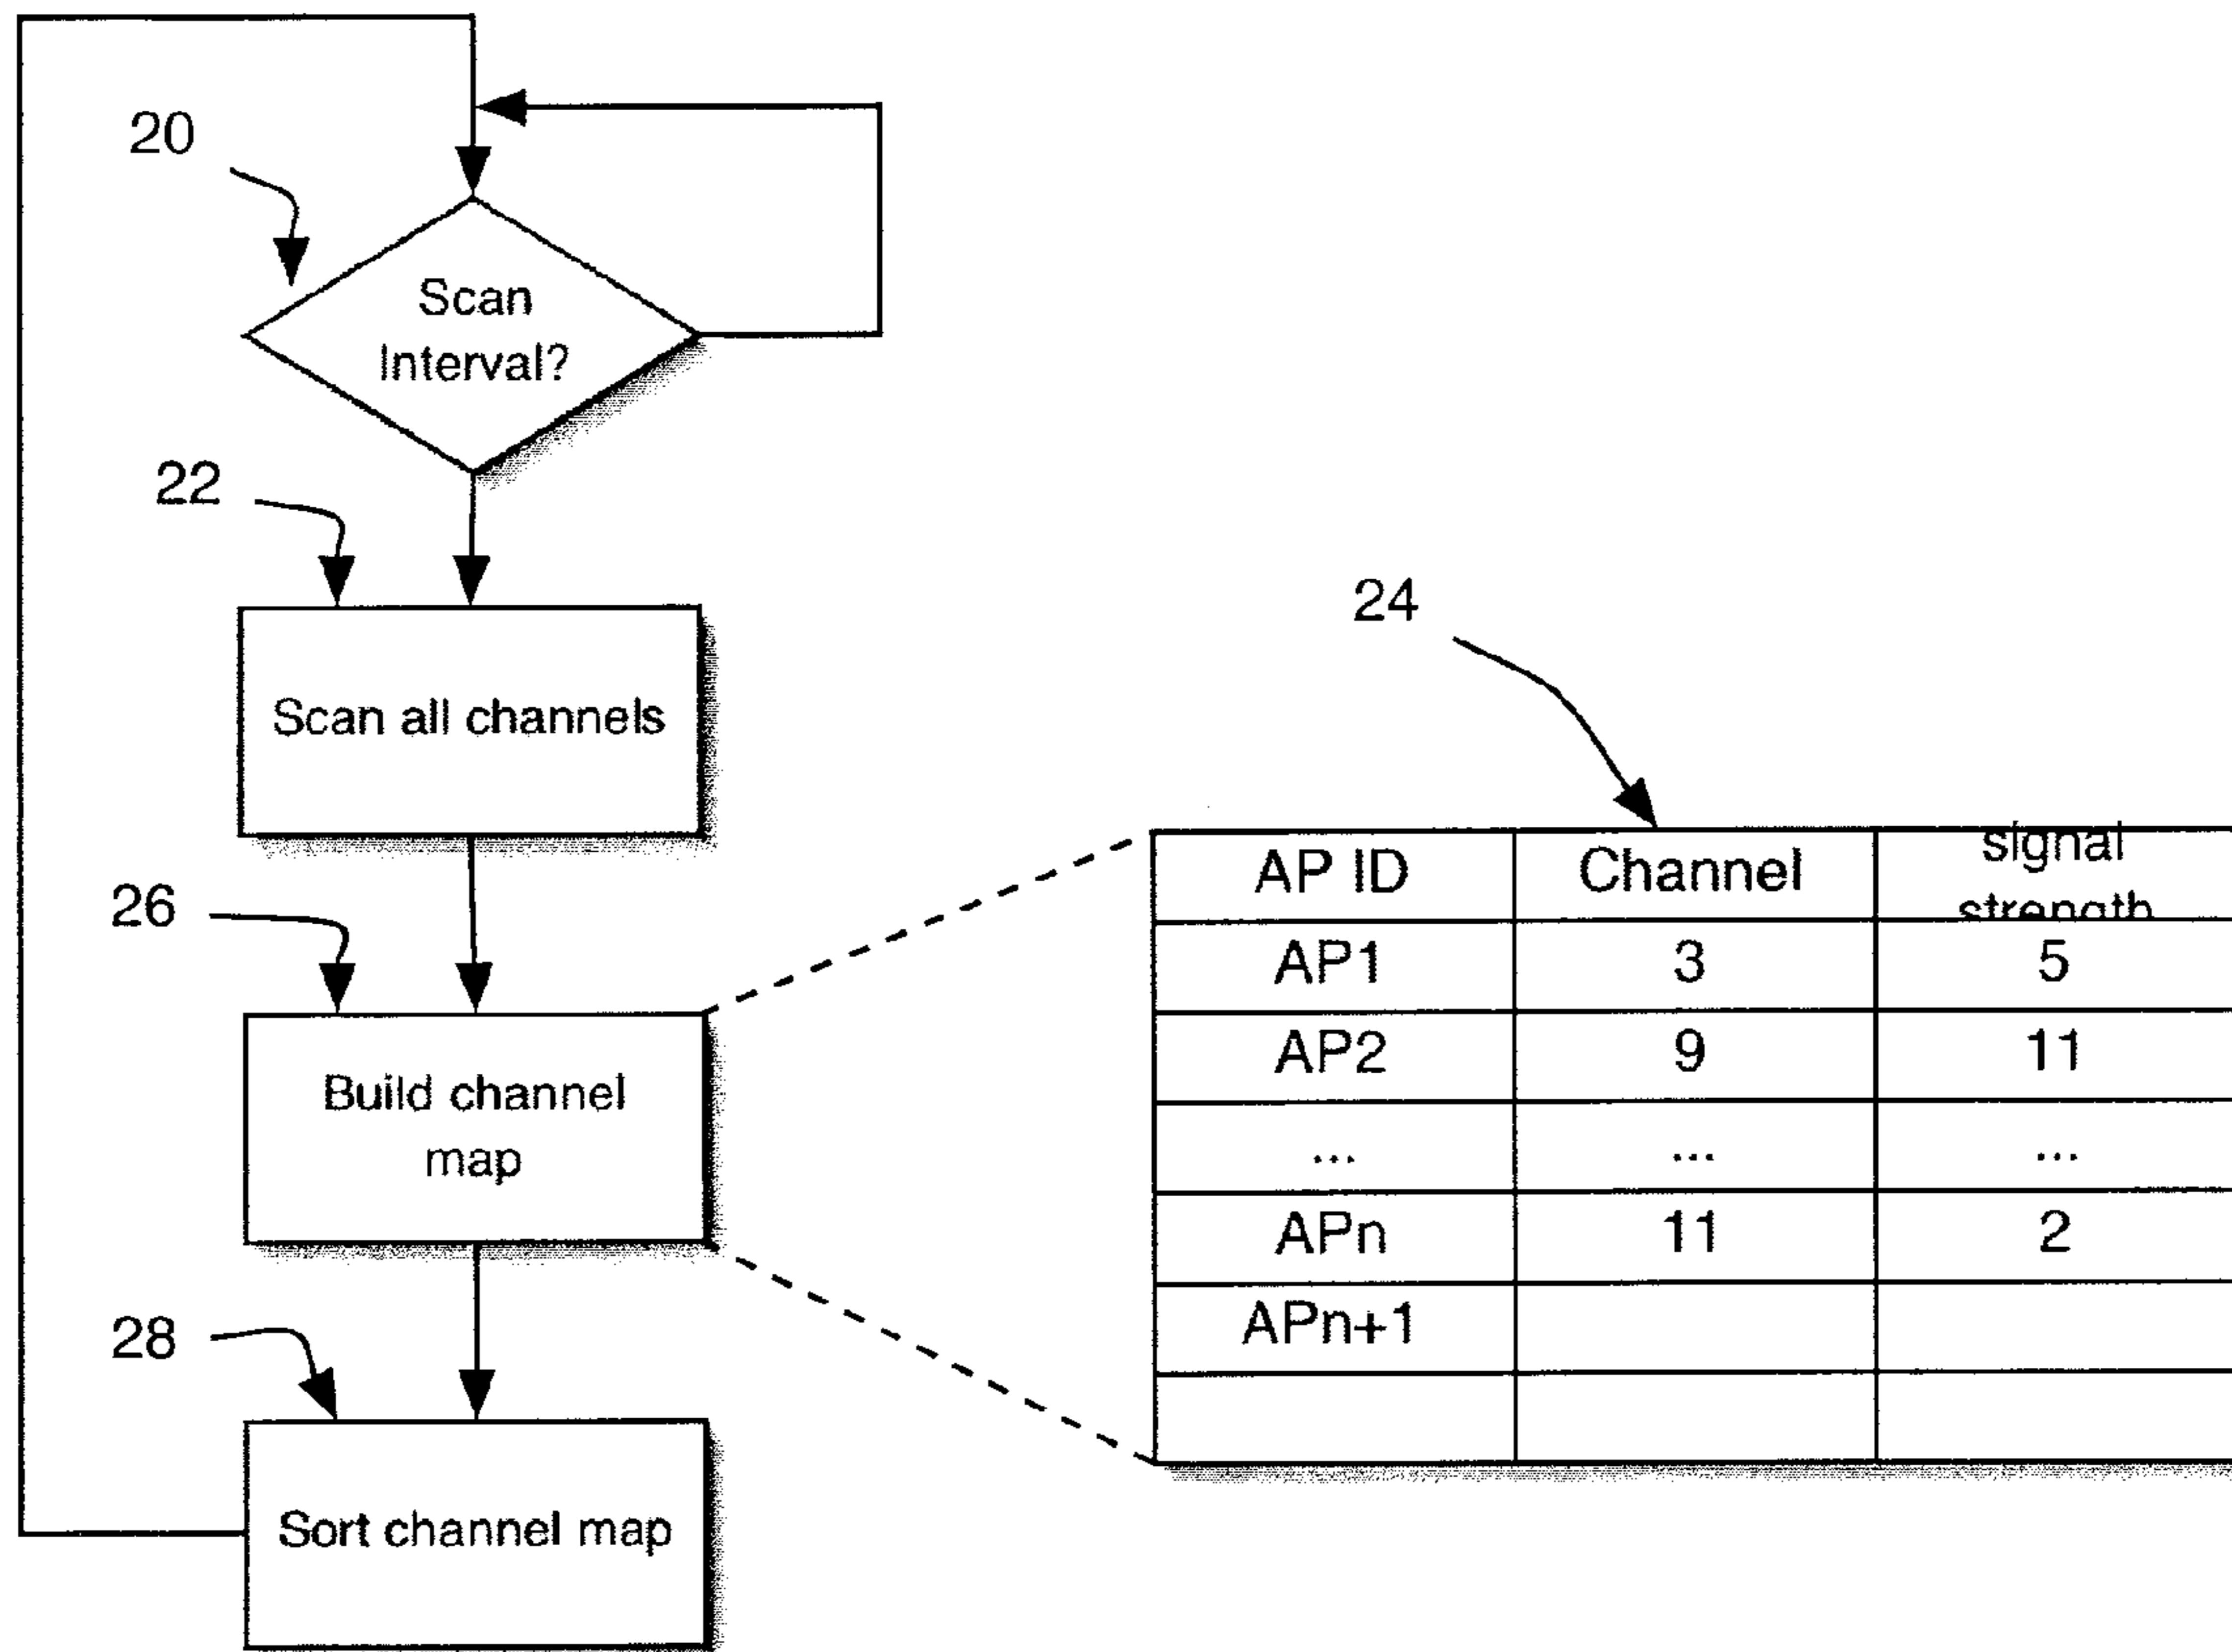 20
Scan
Interval?
22
Scan all channels
24
26
Build channel
map
28
Sort channel map
AP ID Channel signal
strength
AP1 3 5
AP2 9 11
... ... ...
APn 11 2
APn+1